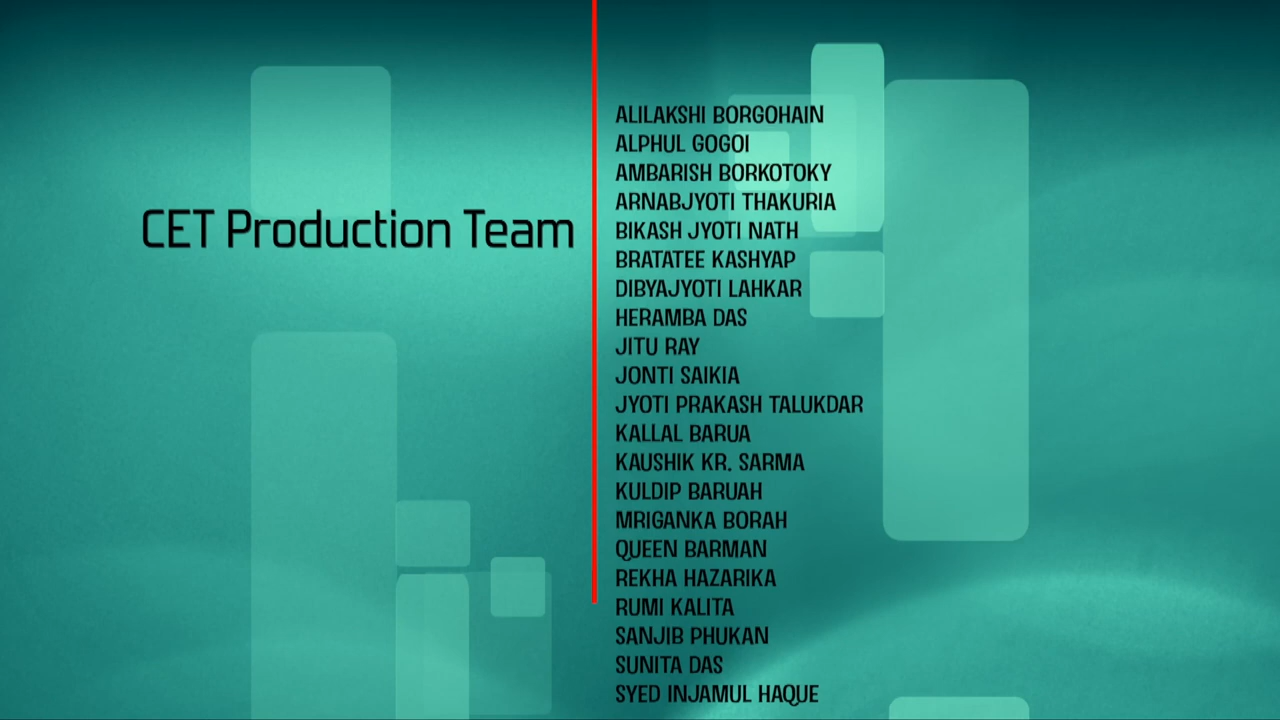 CET Production Team
ALILAKSHI BORGOHAIN
ALPHUL GOGOI
AMBARISH BORKOTOKY
ARNABJYOTI THAKURIA
BIKASH JYOTI NATH
BRATATEE KASHYAP
DIBYAJYOTI LAHKAR
HERAMBA DAS
JITU RAY
JONTI SAIKIA
JYOTI PRAKASH TALUKDAR
KALLAL BARUA
KAUSHIK KR. SARMA
KULDIP BARUAH
MRIGANKA BORAH
QUEEN BARMAN
REKHA HAZARIKA
RUMI KALITA
SANJIB PHUKAN
SUNITA DAS
SYED INJAMUL HAQUE